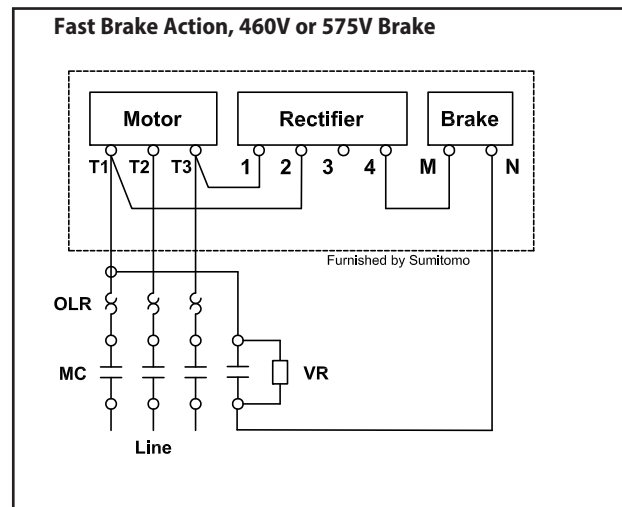 Fast Brake Action, 460V or 575V Brake
Motor Rectifier Brake
T1 T2 T3 1 2 3 4 M N
Furnished by Sumitomo
OLR
MC VR
Line